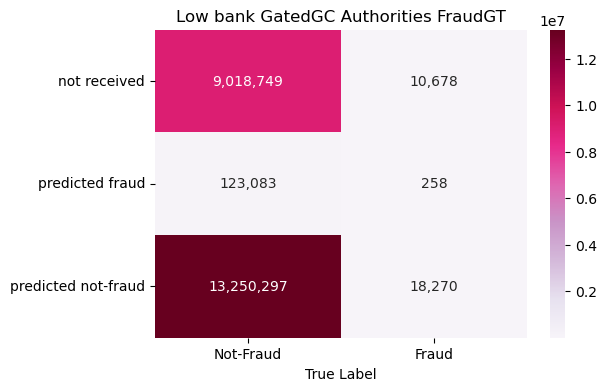 Low bank GatedGC Authorities FraudGT
1e7
not received
9,018,749
10,678
predicted fraud
123,083
258
predicted not-fraud
13,250,297
18,270
Not-Fraud
Fraud
True Label
1.2
1.0
0.8
0.6
0.4
0.2